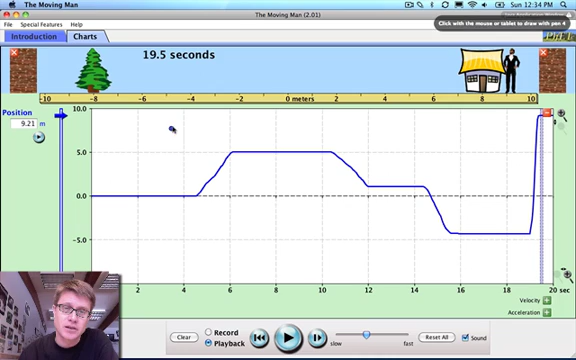 The Moving Man
Sun 12:34 PM
The Moving Man (2.01)
Click with the mouse or tablet to draw with pen 4
File Special Features Help
Introduction
Charts
PhET
19.5 seconds
-10 -8 -6 -4 -2 0 meters 2 4 6 8 10
Position
9.21 m
10.0
5.0
0.0
-5.0
2 4 6 8 10 12 14 16 18 20 sec
Velocity
Acceleration
Clear
Record
Playback
slow
fast
Reset All
Sound